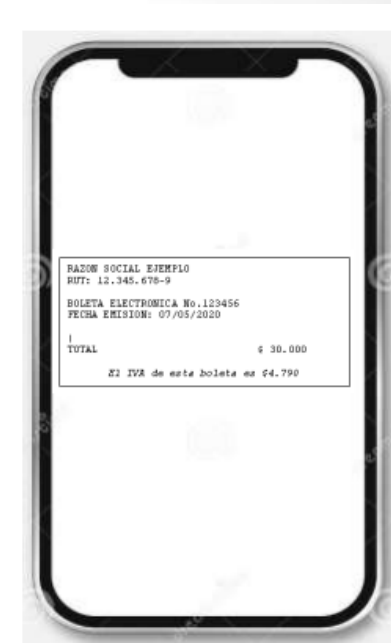 RAZON SOCIAL EJEMPLO
RUT: 12.345.678-9
BOLETA ELECTRONICA No.123456
FECHA EMISION: 07/05/2020
|
TOTAL $ 30.000
El IVA de esta boleta es $4.790